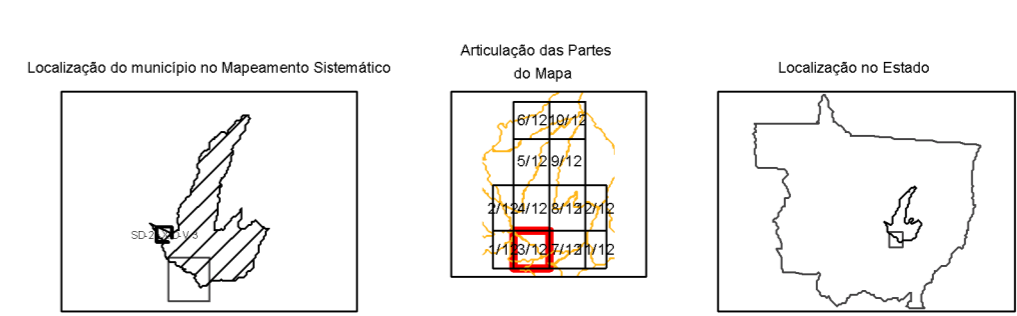 Articulação das Partes
do Mapa
Localização do município no Mapeamento Sistemático
Localização no Estado
6/12 10/12
5/12 9/12
2/12 4/12 8/12 12/12
1/12 3/12 7/12 11/12